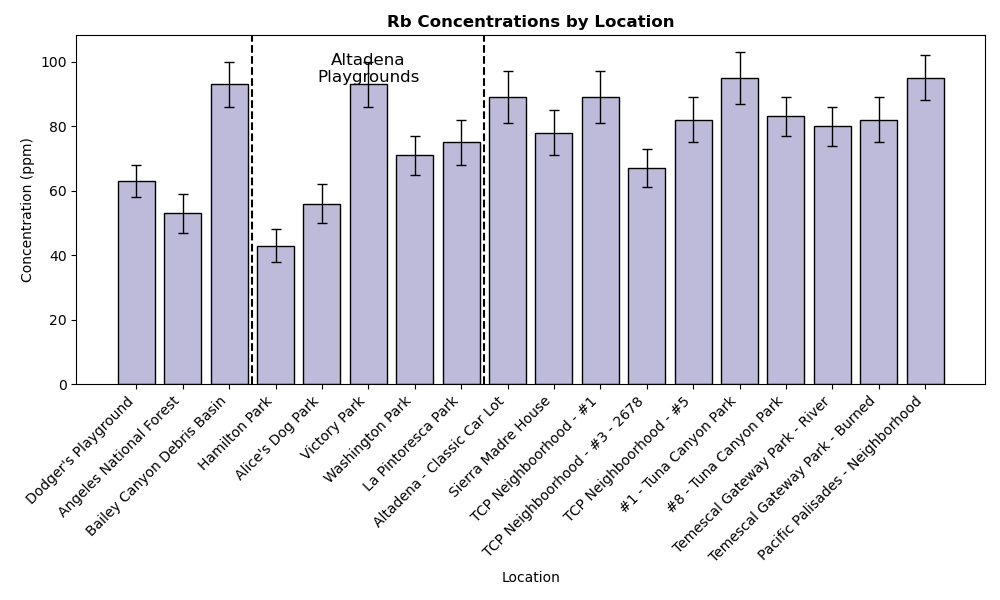 Rb Concentrations by Location
Altadena
Playgrounds
Concentration (ppm)
100
80
60
40
20
0
Dodger's Playground
Angeles National Forest
Bailey Canyon Debris Basin
Hamilton Park
Alice's Dog Park
Victory Park
Washington Park
La Pintoresca Park
Altadena - Classic Car Lot
Sierra Madre House
TCP Neighboorhood - #1
TCP Neighboorhood - #3 - 2678
TCP Neighboorhood - #5
#1 - Tuna Canyon Park
#8 - Tuna Canyon Park
Temescal Gateway Park - River
Temescal Gateway Park - Burned
Pacific Palisades - Neighborhood
Location